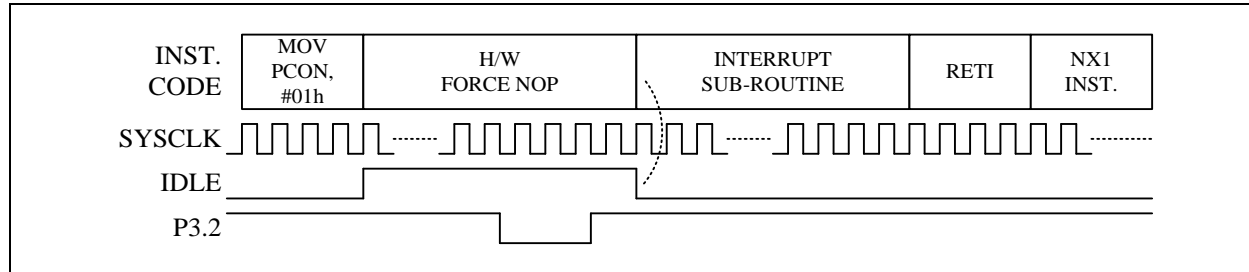 INST.
CODE
MOV
PCON,
#01h
H/W
FORCE NOP
INTERRUPT
SUB-ROUTINE
RETI
NX1
INST.
SYSCLK
IDLE
P3.2